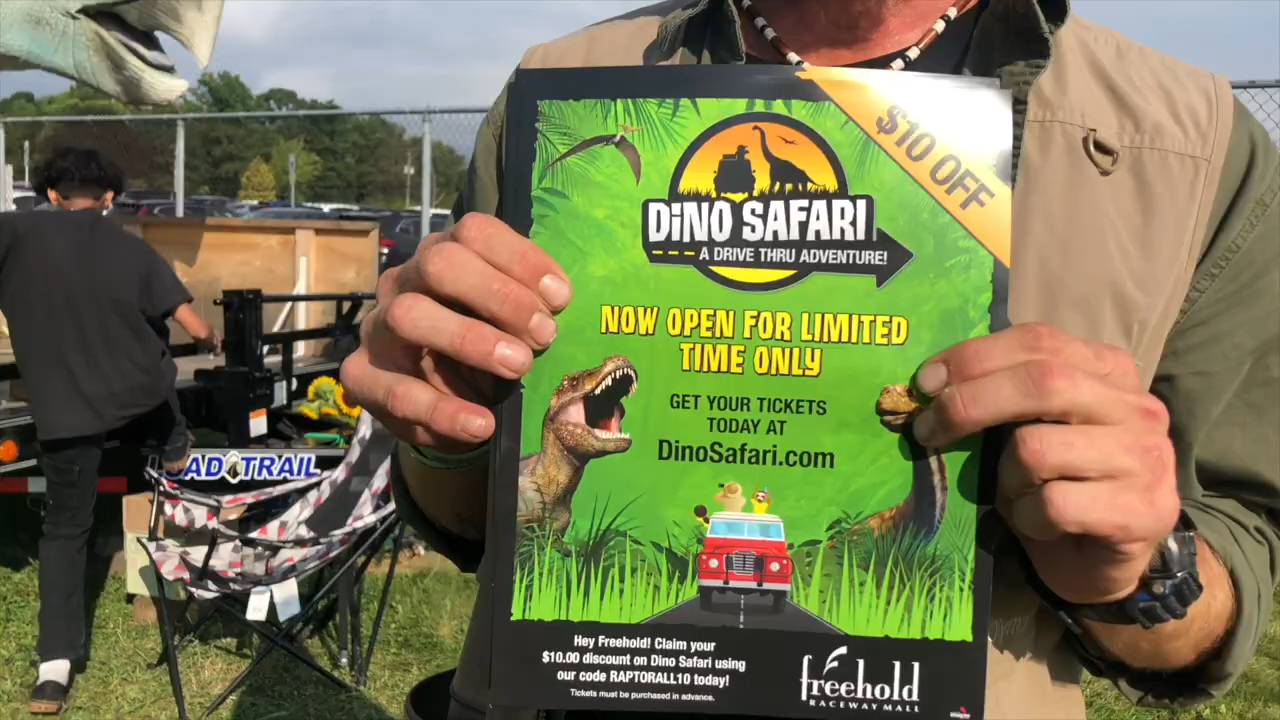 $10 OFF
DiNO SAFARI
A DRIVE THRU ADVENTURE!
NOW OPEN FOR LIMITED
TIME ONLY
GET YOUR TICKETS
TODAY AT
DinoSafari.com
Hey Freehold! Claim your
$10.00 discount on Dino Safari using
our code RAPTORALL10 today!
Tickets must be purchased in advance.
freehold
RACEWAY MALL
TRAIL